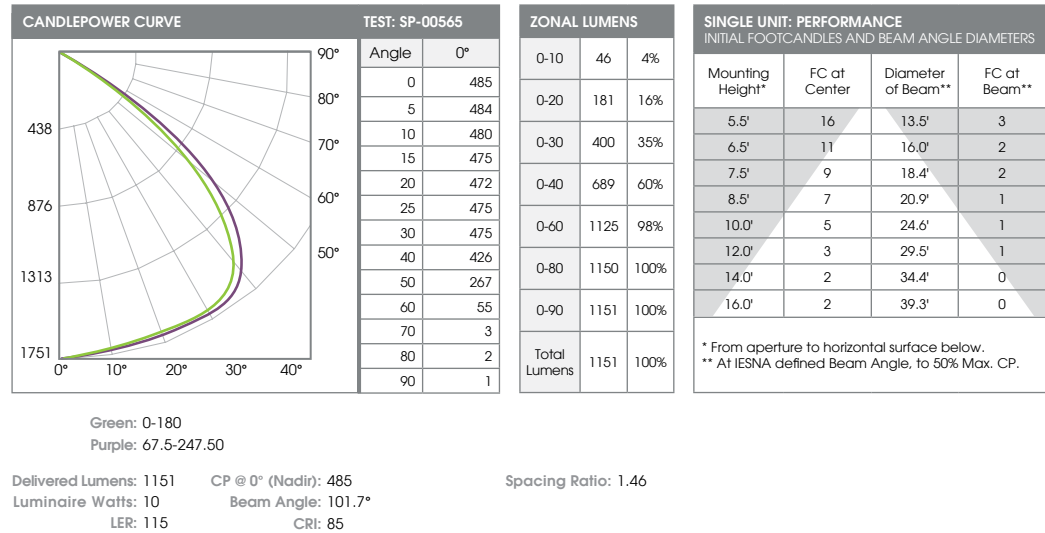 CANDLEPOWER CURVE TEST: SP-00565
90°
80°
70°
60°
50°
438
876
1313
1751
0° 10° 20° 30° 40°
Angle 0°
0 485
5 484
10 480
15 475
20 472
25 475
30 475
40 426
50 267
60 55
70 3
80 2
90 1
ZONAL LUMENS
0-10 46 4%
0-20 181 16%
0-30 400 35%
0-40 689 60%
0-60 1125 98%
0-80 1150 100%
0-90 1151 100%
Total
Lumens 1151 100%
SINGLE UNIT: PERFORMANCE
INITIAL FOOTCANDLES AND BEAM ANGLE DIAMETERS
Mounting FC at Diameter FC at
Height* Center of Beam** Beam**
5.5' 16 13.5' 3
6.5' 11 16.0' 2
7.5' 9 18.4' 2
8.5' 7 20.9' 1
10.0' 5 24.6' 1
12.0' 3 29.5' 1
14.0' 2 34.4' 0
16.0' 2 39.3' 0
* From aperture to horizontal surface below.
** At IESNA defined Beam Angle, to 50% Max. CP.
Green: 0-180
Purple: 67.5-247.50
Delivered Lumens: 1151 CP @ 0° (Nadir): 485 Spacing Ratio: 1.46
Luminaire Watts: 10 Beam Angle: 101.7°
LER: 115 CRI: 85